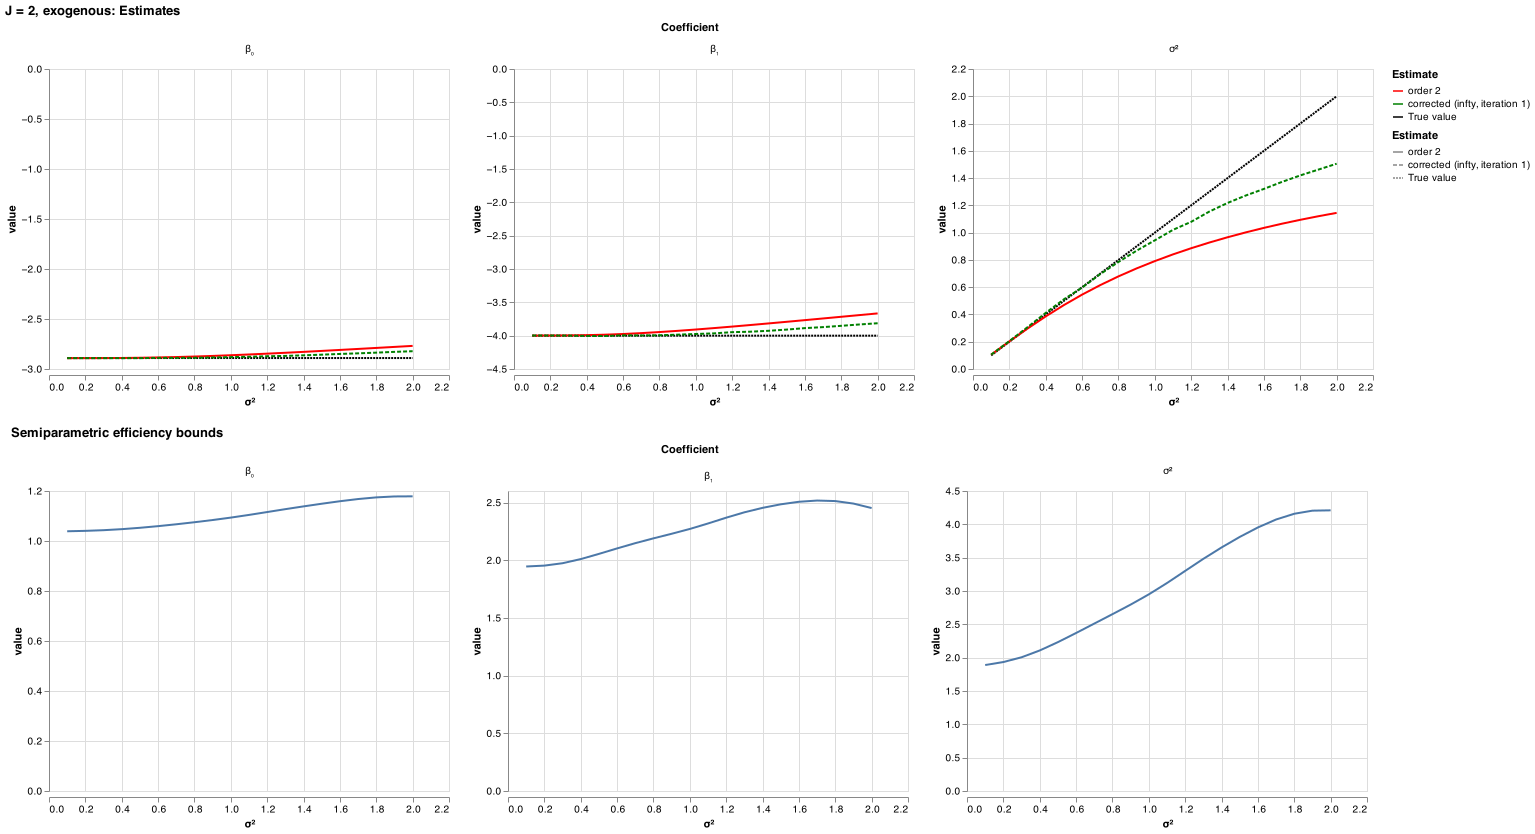 J = 2, exogenous: Estimates
Coefficient
β₀
β₁
σ²
0.0
−0.5
−1.0
−1.5
−2.0
−2.5
−3.0
value
0.0 0.2 0.4 0.6 0.8 1.0 1.2 1.4 1.6 1.8 2.0 2.2
σ²
0.0
−0.5
−1.0
−1.5
−2.0
−2.5
−3.0
−3.5
−4.0
−4.5
value
0.0 0.2 0.4 0.6 0.8 1.0 1.2 1.4 1.6 1.8 2.0 2.2
σ²
2.2
2.0
1.8
1.6
1.4
1.2
1.0
0.8
0.6
0.4
0.2
0.0
value
0.0 0.2 0.4 0.6 0.8 1.0 1.2 1.4 1.6 1.8 2.0 2.2
σ²
Estimate
order 2
corrected (infty, iteration 1)
True value
Estimate
order 2
corrected (infty, iteration 1)
True value
Semiparametric efficiency bounds
Coefficient
β₀
β₁
σ²
1.2
1.0
0.8
0.6
0.4
0.2
0.0
value
0.0 0.2 0.4 0.6 0.8 1.0 1.2 1.4 1.6 1.8 2.0 2.2
σ²
2.5
2.0
1.5
1.0
0.5
0.0
value
0.0 0.2 0.4 0.6 0.8 1.0 1.2 1.4 1.6 1.8 2.0 2.2
σ²
4.5
4.0
3.5
3.0
2.5
2.0
1.5
1.0
0.5
0.0
value
0.0 0.2 0.4 0.6 0.8 1.0 1.2 1.4 1.6 1.8 2.0 2.2
σ²